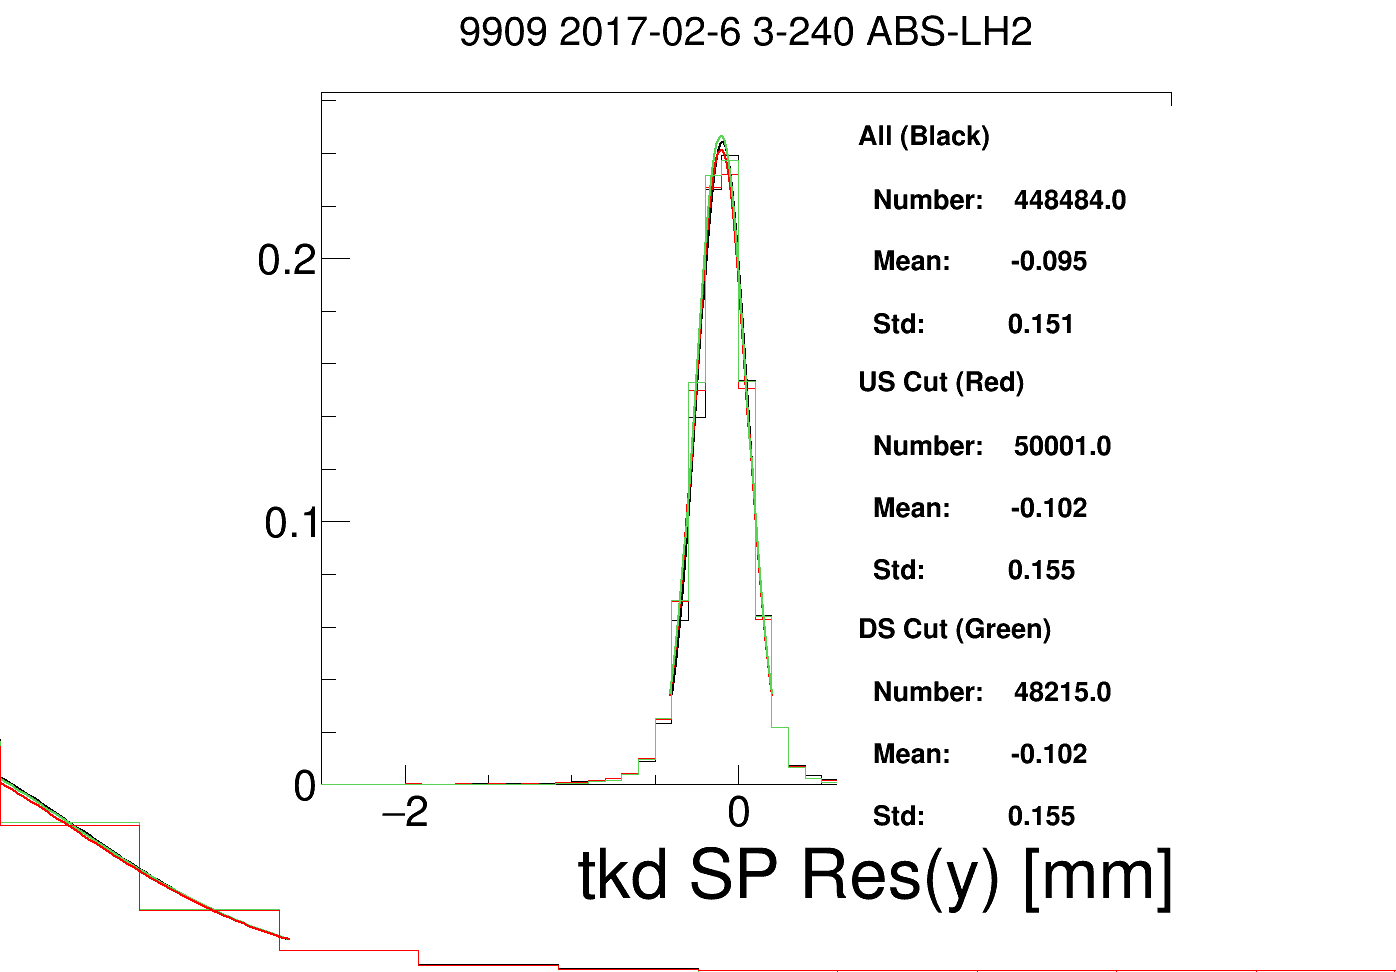 9909 2017-02-6 3-240 ABS-LH2
All (Black)
Number: 448484.0
Mean: -0.095
Std: 0.151
US Cut (Red)
Number: 50001.0
Mean: -0.102
Std: 0.155
DS Cut (Green)
Number: 48215.0
Mean: -0.102
Std: 0.155
0.2
0.1
0
−2 0
tkd SP Res(y) [mm]